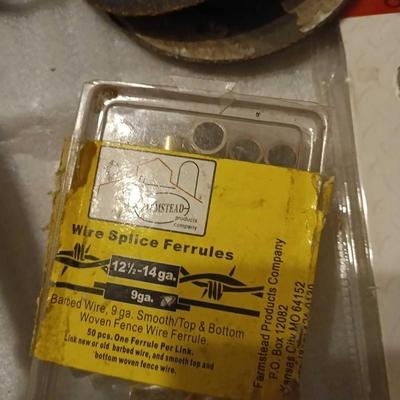 FARMSTEAD
products
company
Wire Splice Ferrules
12½-14ga.
9ga.
Barbed Wire, 9 ga. Smooth/Top & Bottom
Woven Fence Wire Ferrule.
50 pcs. One Ferrule Per Link.
Link new or old barbed wire, and smooth top and
bottom woven fence wire.
Farmstead Products Company
P.O. Box 12082
Kansas City MO 64152